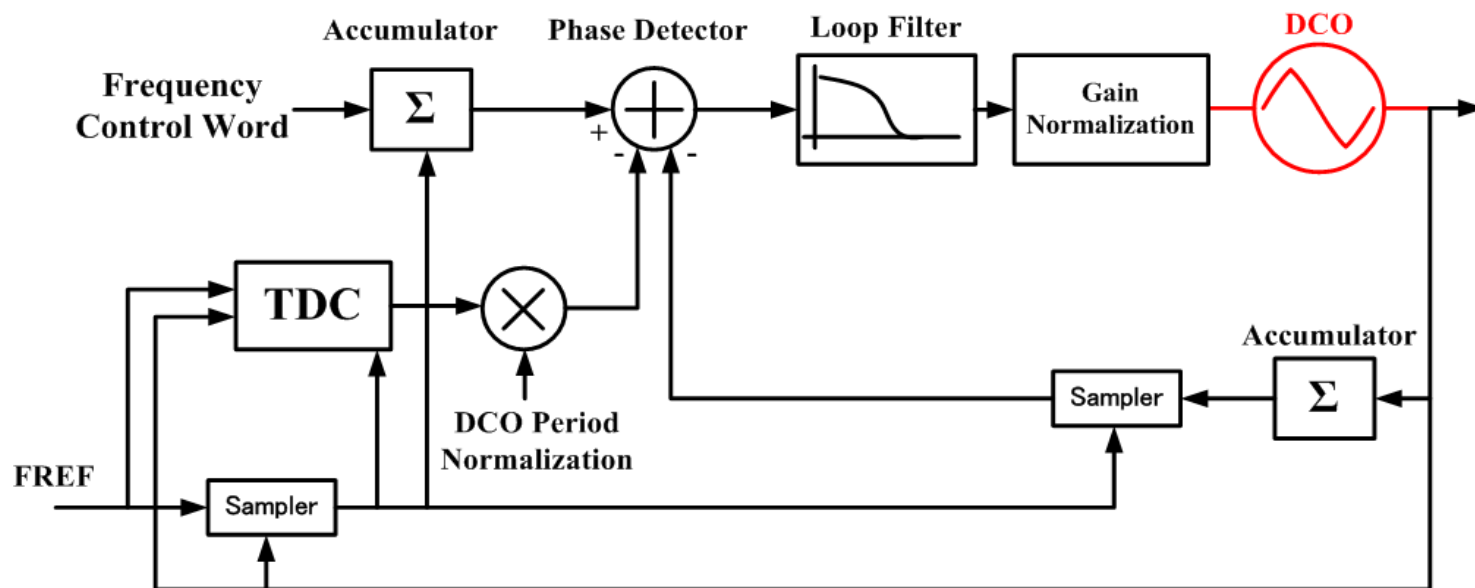 Accumulator
Phase Detector
Loop Filter
DCO
Frequency
Control Word
Σ
+
-
-
Gain
Normalization
TDC
DCO Period
Normalization
Accumulator
Sampler
Σ
FREF
Sampler